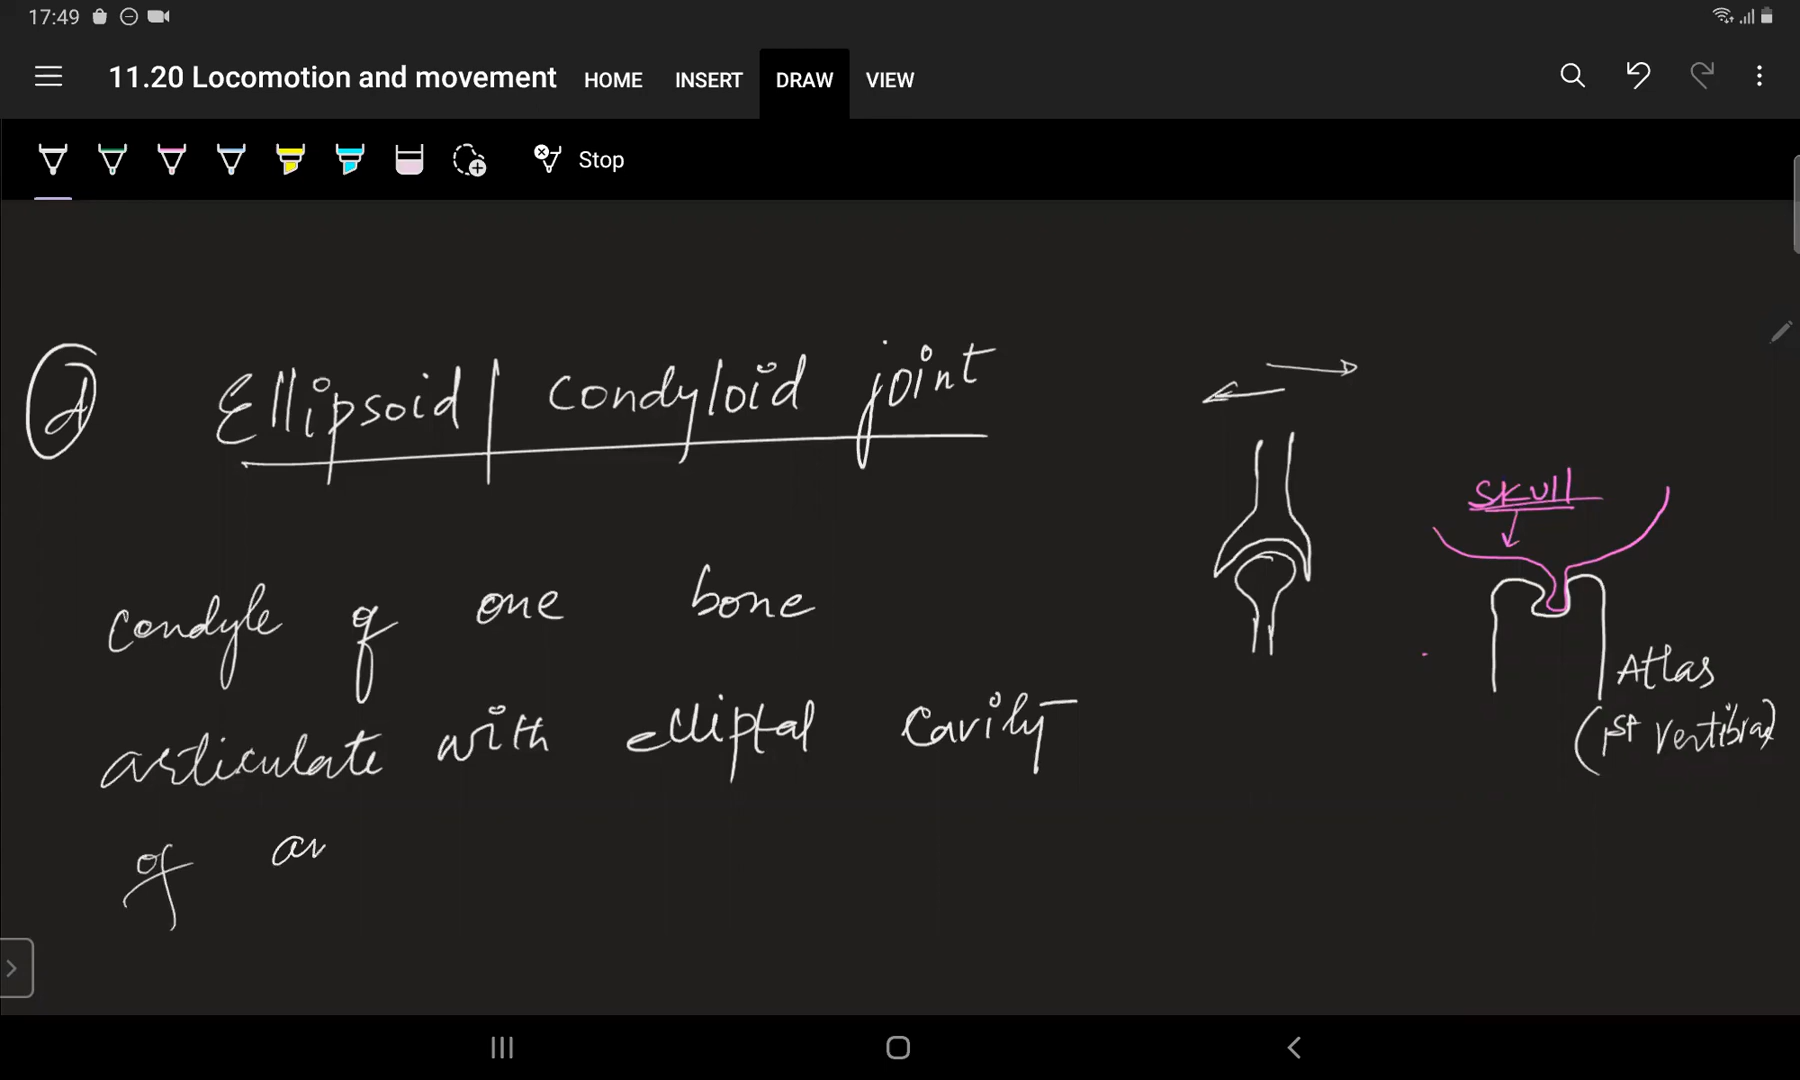 17:49
11.20 Locomotion and movement HOME INSERT DRAW VIEW
Stop
d Ellipsoid | condyloid joint
skull
condyle of one bone
Atlas
articulate with elliptal cavity
(1st vertibra)
of an